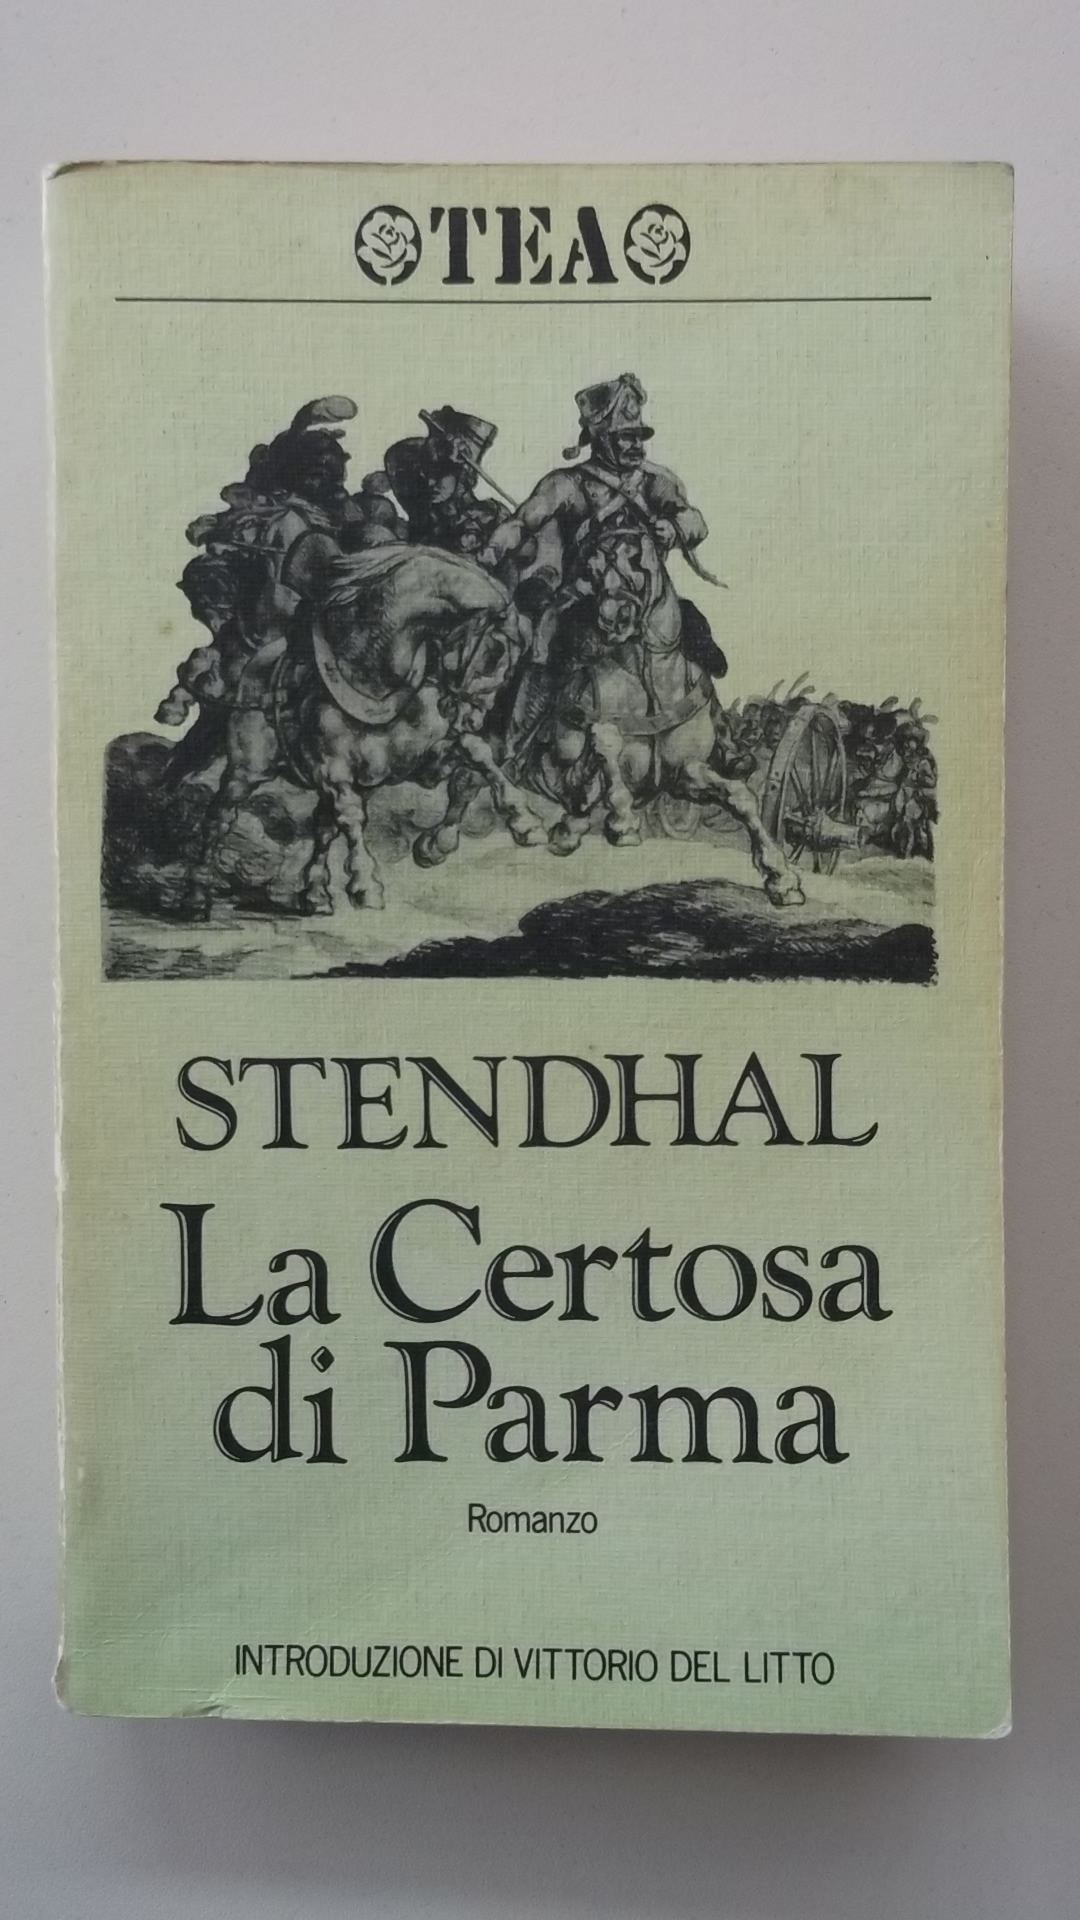 TEA
STENDHAL
La Certosa
di Parma
Romanzo
INTRODUZIONE DI VITTORIO DEL LITTO